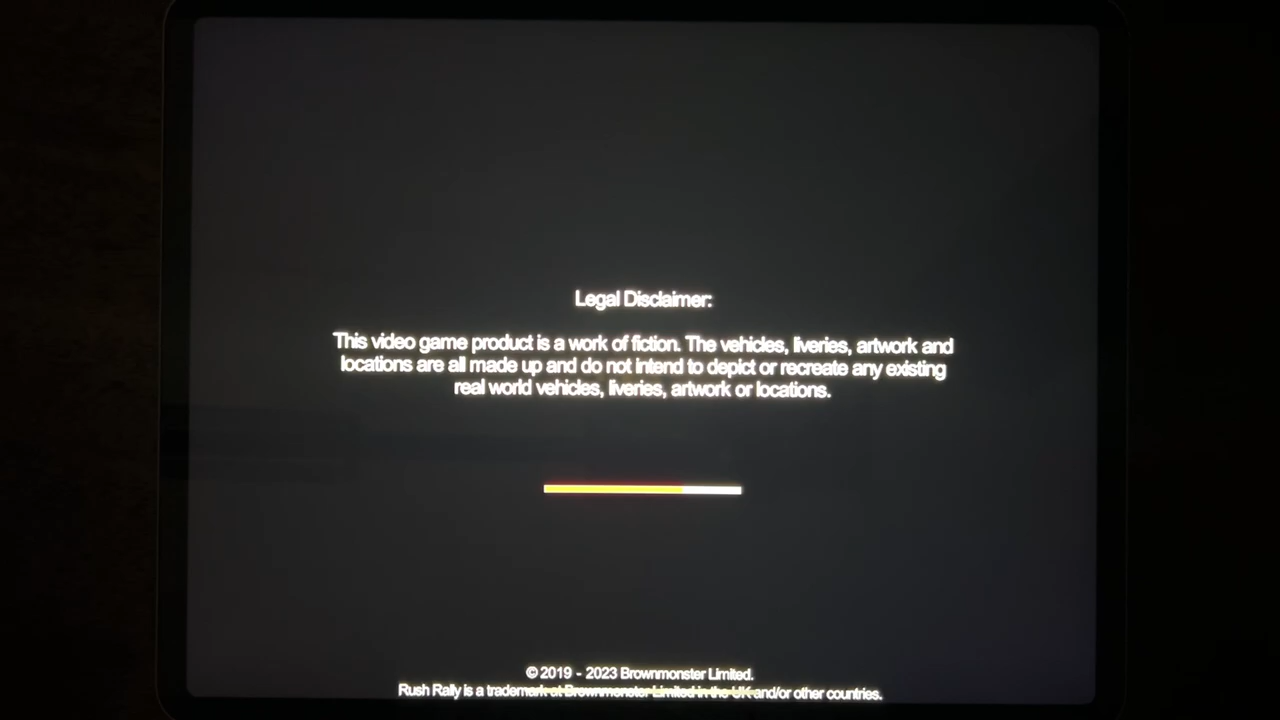 Legal Disclaimer:
This video game product is a work of fiction. The vehicles, liveries, artwork and
locations are all made up and do not intend to depict or recreate any existing
real world vehicles, liveries, artwork or locations.
© 2019 - 2023 Brownmonster Limited.
Rush Rally is a trademark at Brownmonster Limited in the UK and/or other countries.